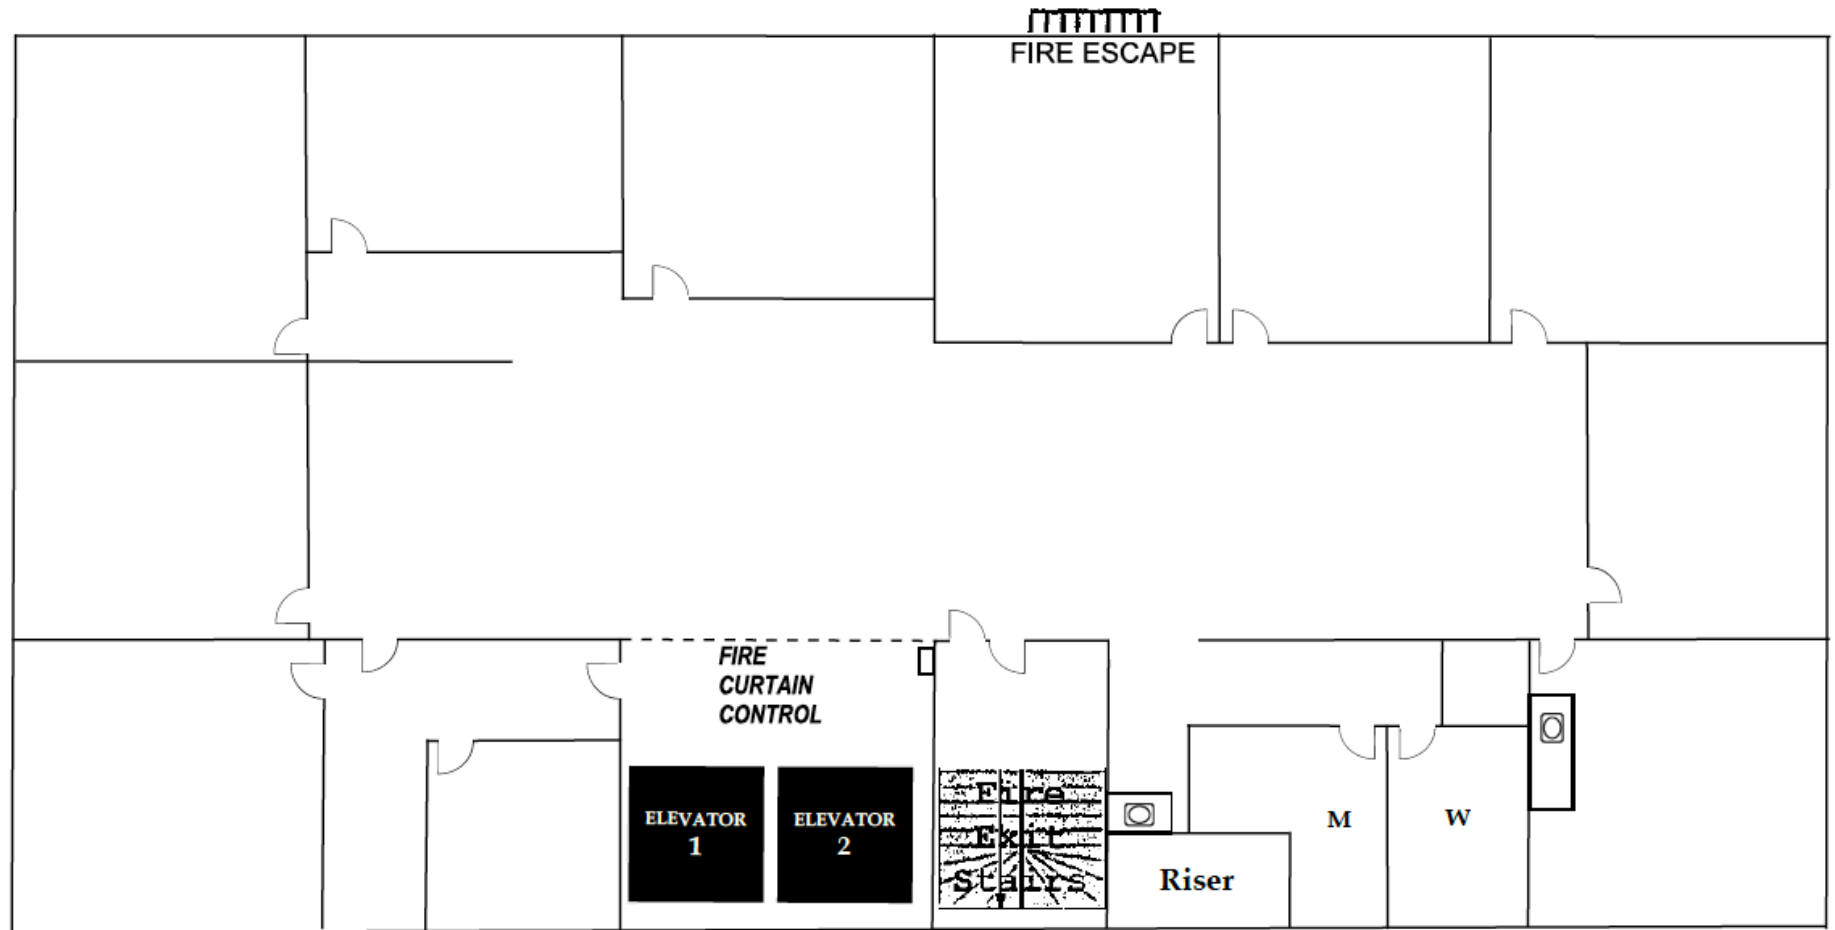 FIRE ESCAPE
FIRE
CURTAIN
CONTROL
ELEVATOR
1
ELEVATOR
2
Fire
Exit
Stairs
M
W
Riser